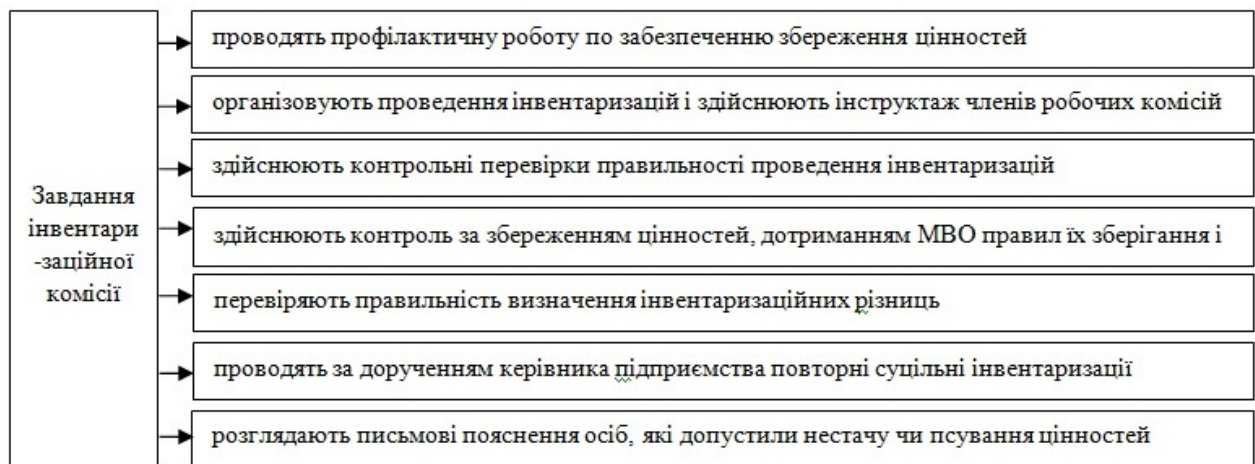 Завдання
інвентари
-заційної
комісії
проводять профілактичну роботу по забезпеченню збереження цінностей
організовують проведення інвентаризацій і здійснюють інструктаж членів робочих комісій
здійснюють контрольні перевірки правильності проведення інвентаризацій
здійснюють контроль за збереженням цінностей, дотриманням МВО правил їх зберігання і
перевіряють правильність визначення інвентаризаційних різниць
проводять за дорученням керівника підприємства повторні суцільні інвентаризації
розглядають письмові пояснення осіб, які допустили нестачу чи псування цінностей